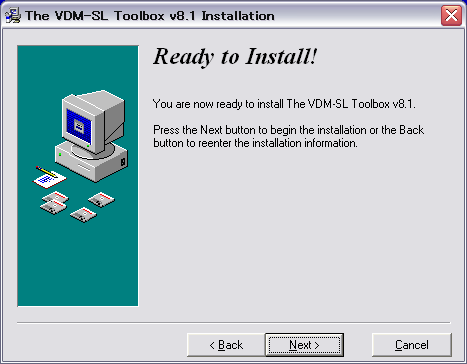 The VDM-SL Toolbox v8.1 Installation
Ready to Install!
You are now ready to install The VDM-SL Toolbox v8.1.
Press the Next button to begin the installation or the Back
button to reenter the installation information.
< Back
Next >
Cancel